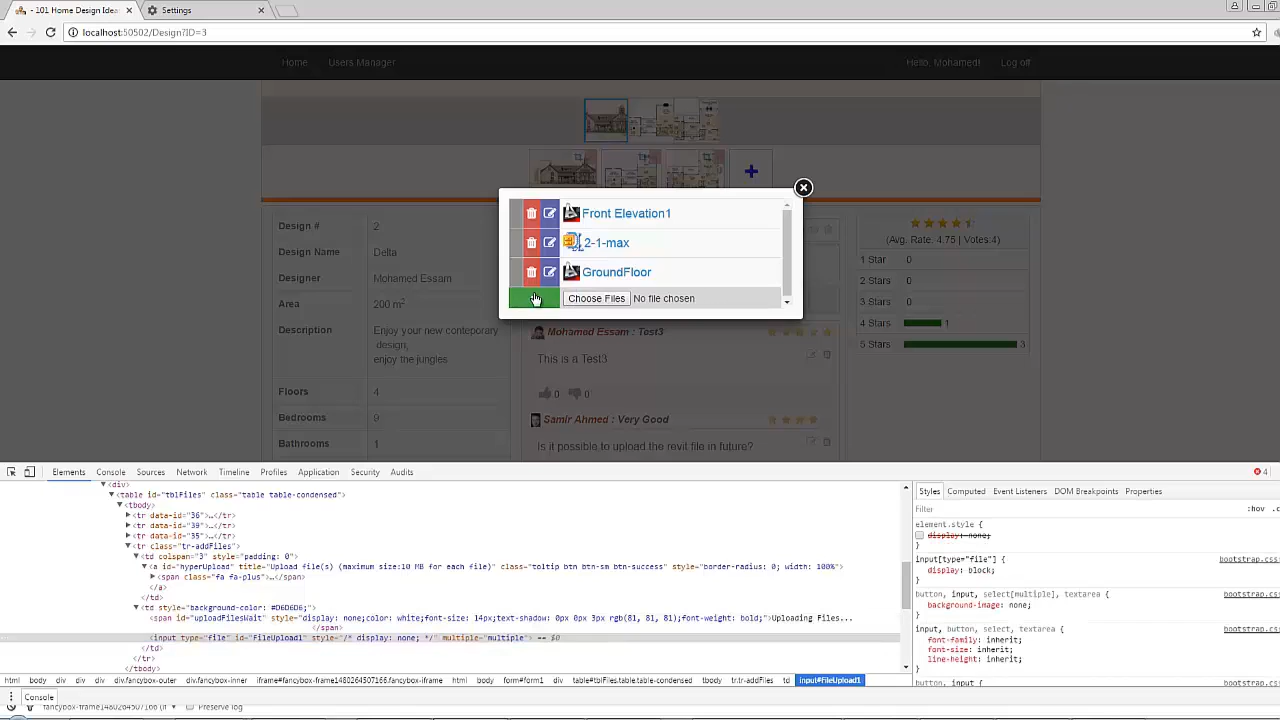 - 101 Home Design Idea
Settings
localhost:50502/Design?ID=3
Home Users Manager Hello, Mohamed! Log off
Design # 2
Name Delta
Designer Mohamed Essam
Area 200 m²
Description Enjoy your new conteporary
design,
enjoy the jungles
Floors 4
Bedrooms 9
Bathrooms 1
Front Elevation1
2-1-max
GroundFloor
Choose Files No file chosen
Mohamed Essam : Test3
This is a Test3
0 0
Samir Ahmed : Very Good
Is it possible to upload the revit file in future?
(Avg. Rate: 4.75 | Votes:4)
1 Star 0
2 Stars 0
3 Stars 0
4 Stars 1
5 Stars 3
Elements Console Sources Network Timeline Profiles Application Security Audits 4
<div>
<table id="tblFiles" class="table table-condensed">
<tbody>
<tr data-id="36">…</tr>
<tr data-id="39">…</tr>
<tr data-id="35">…</tr>
<tr class="tr-addFiles">
<td colspan="3" style="padding: 0">
<a id="hyperUpload" title="Upload file(s) (maximum size:10 MB for each file)" class="toltip btn btn-sm btn-success" style="border-radius: 0; width: 100%">
<span class="fa fa-plus">…</span>
</a>
</td>
<td style="background-color: #D6D6D6;">
<span id="uploadFilesWait" style="display: none;color: white;font-size: 14px;text-shadow: 0px 0px 3px rgb(81, 81, 81);font-weight: bold;">Uploading Files...
</span>
<input type="file" id="FileUpload1" style="/* display: none; */" multiple="multiple"> == $0
</td>
</tr>
</tbody>
html body div div div#fancybox-outer div#fancybox-inner iframe#fancybox-frame1480264507166.fancybox-iframe html body form#form1 div table#tblFiles.table.table-condensed tbody tr.tr-addFiles td input#FileUpload1
Styles Computed Event Listeners DOM Breakpoints Properties
Filter :hov .c
element.style {
display: none;
}
input[type="file"] { bootstrap.css:
display: block;
}
button, input, select[multiple], textarea { bootstrap.css:
background-image: none;
}
input, button, select, textarea { bootstrap.css:
font-family: inherit;
font-size: inherit;
line-height: inherit;
}
Console
fancybox-frame1480264507166 (i Preserve log